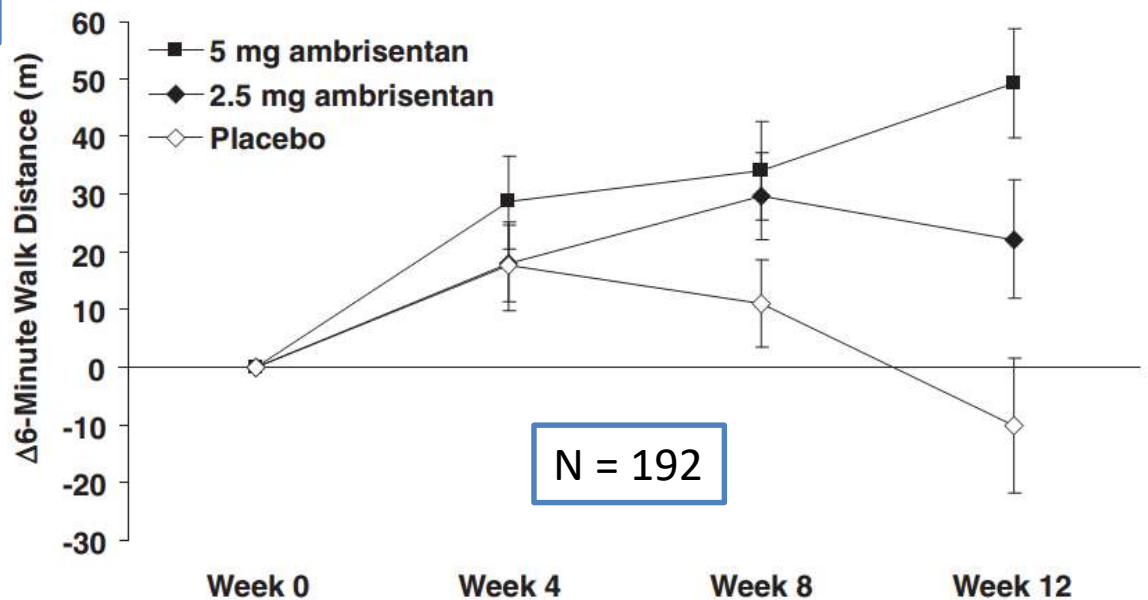 60
50
40
30
20
10
0
-10
-20
-30
Δ6-Minute Walk Distance (m)
5 mg ambrisentan
2.5 mg ambrisentan
Placebo
N = 192
Week 0 Week 4 Week 8 Week 12